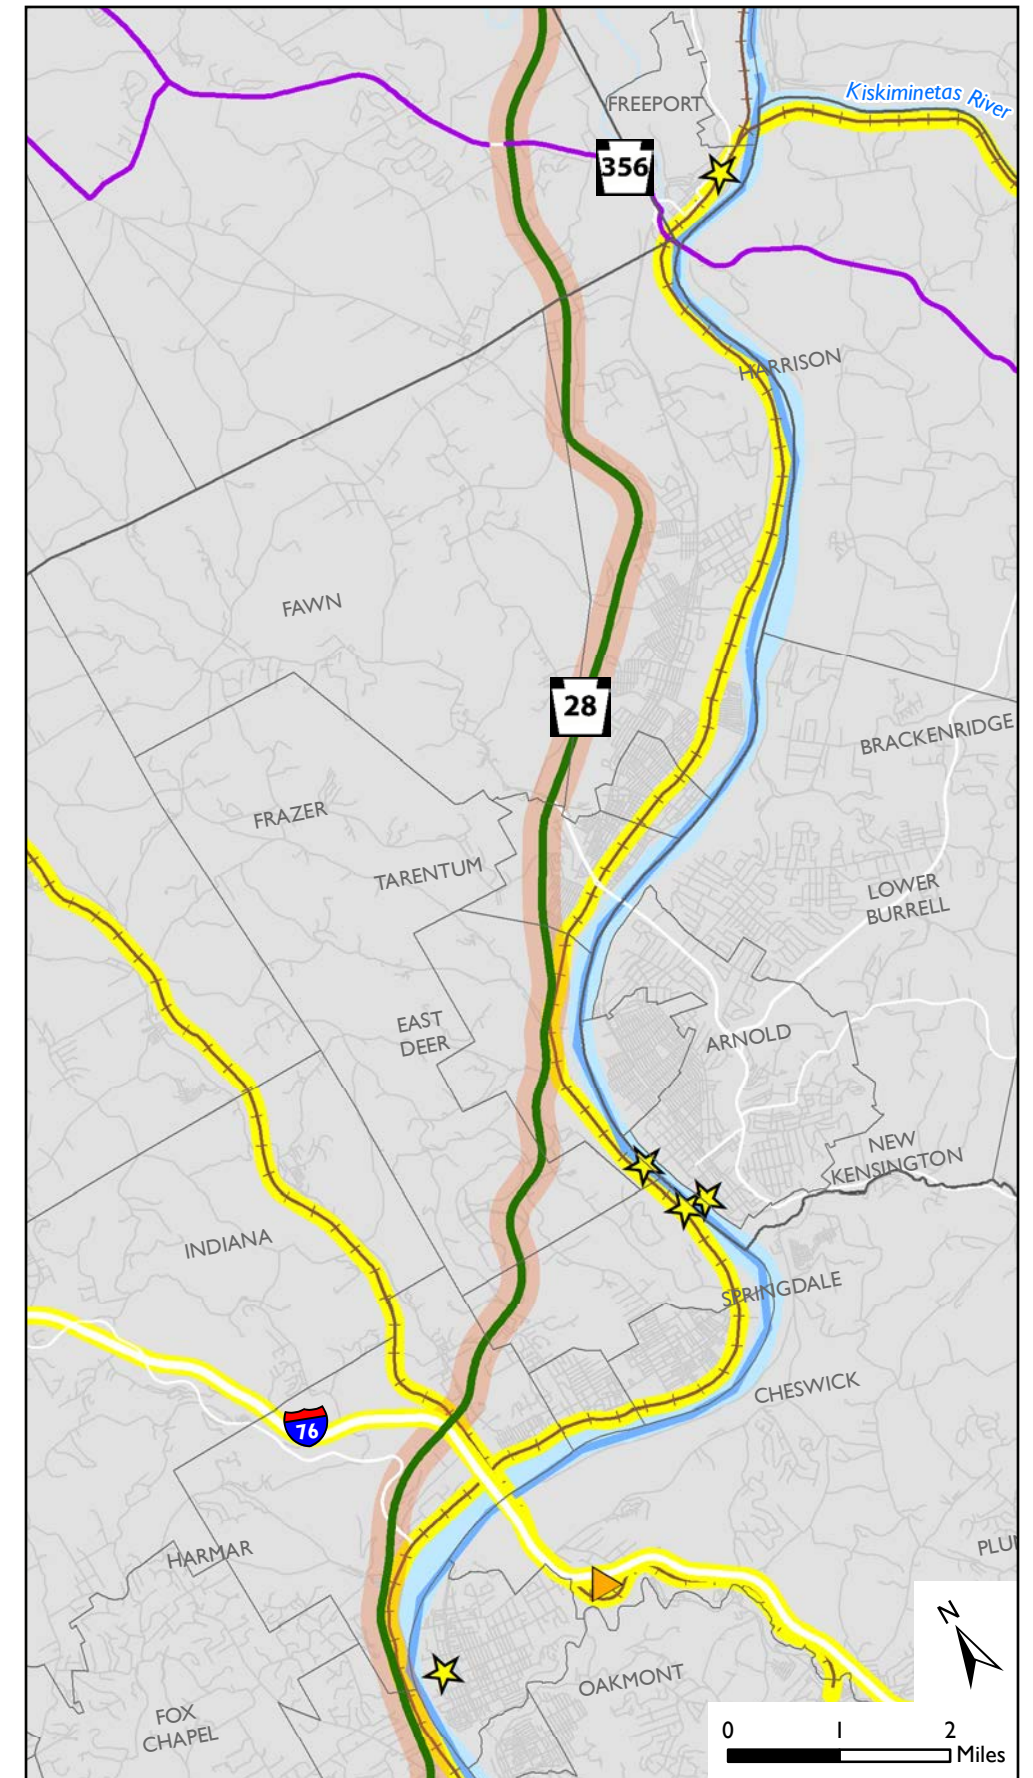 Kiskiminetas River
FREEPORT
356
HARRISON
FAWN
28
BRACKENRIDGE
FRAZER
TARENTUM
LOWER
BURRELL
EAST
DEER
ARNOLD
NEW
KENSINGTON
INDIANA
SPRINGDALE
CHESWICK
76
HARMAR
PLU
N
OAKMONT
FOX
CHAPEL
0 1 2
Miles